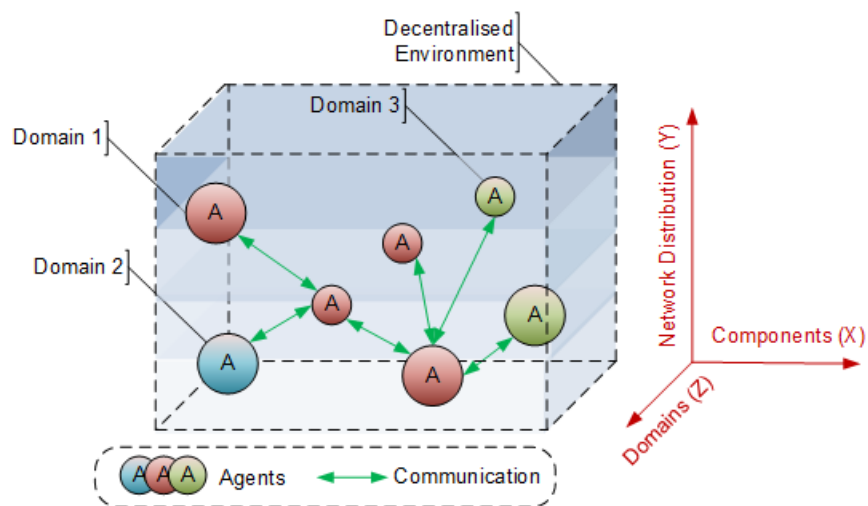 Decentralised
Environment
Domain 3
Domain 1
Domain 2
A
A
A
A
A
A
A
Network Distribution (Y)
Components (X)
Domains (Z)
A A A Agents
Communication